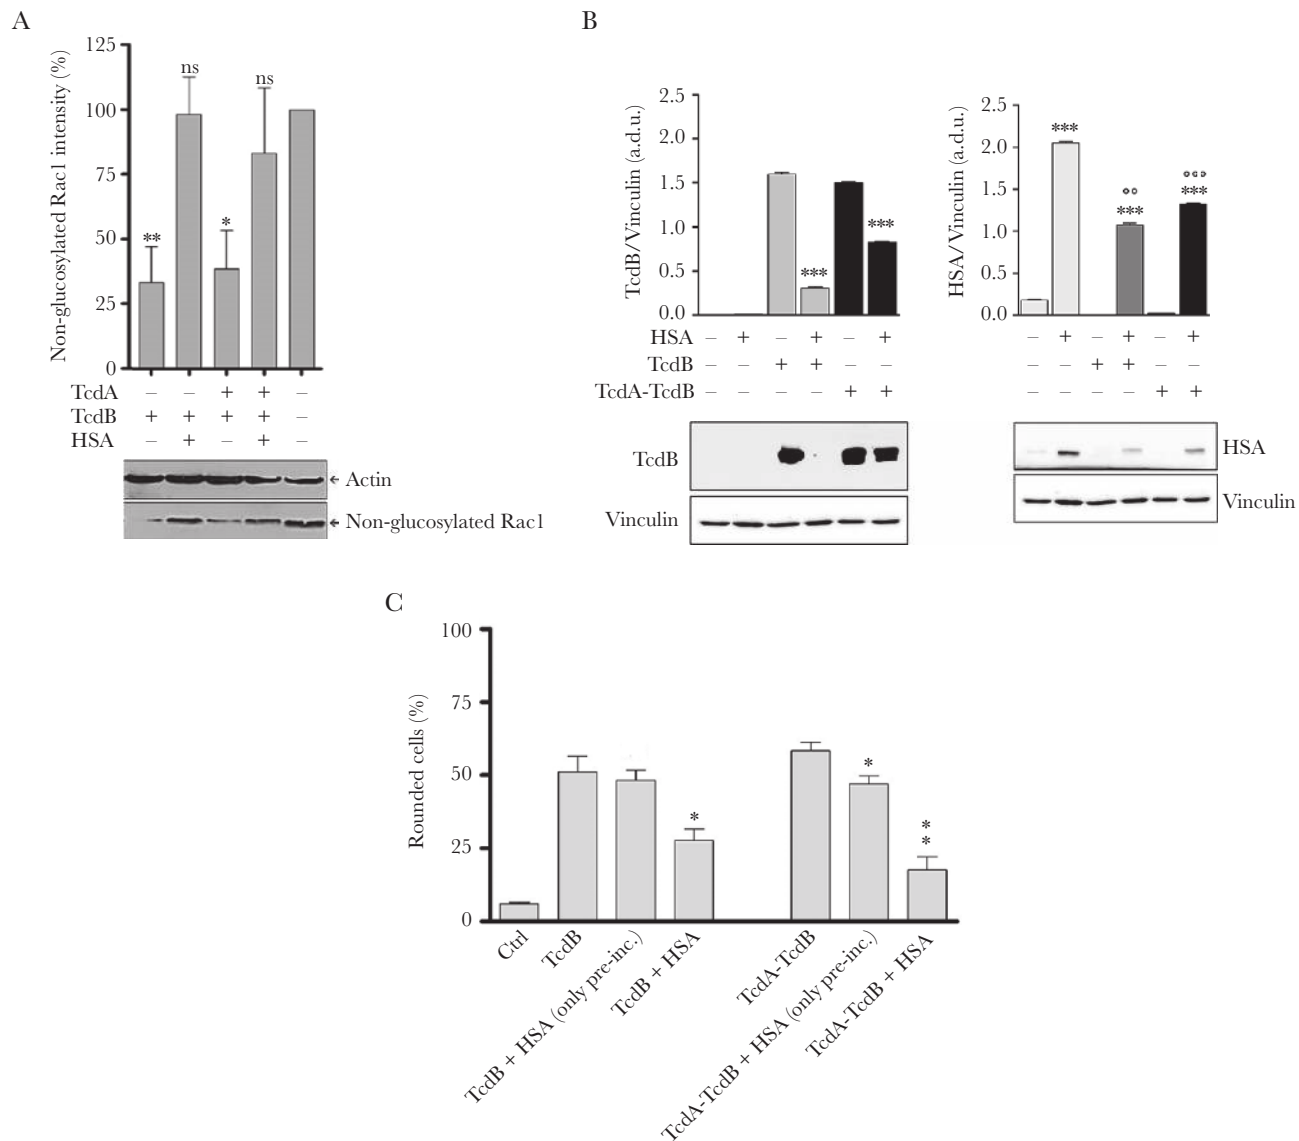 A
Non-glucosylated Rac1 intensity (%)
125
100
75
50
25
0
**
ns
*
ns
TcdA – – + + –
TcdB + + + + –
HSA – + – + –
Actin
Non-glucosylated Rac1
B
TcdB/Vinculin (a.d.u.)
2.5
2.0
1.5
1.0
0.5
0.0
***
***
HSA – + – + – +
TcdB – – + + – –
TcdA-TcdB – – – – + +
TcdB
Vinculin
HSA/Vinculin (a.d.u.)
2.5
2.0
1.5
1.0
0.5
0.0
***
°°
***
°°°
***
– + – + – +
– – + + – –
– – – – + +
HSA
Vinculin
C
Rounded cells (%)
100
75
50
25
0
*
*
*
*
Ctrl
TcdB
TcdB + HSA (only pre-inc.)
TcdB + HSA
TcdA-TcdB
TcdA-TcdB + HSA (only pre-inc.)
TcdA-TcdB + HSA